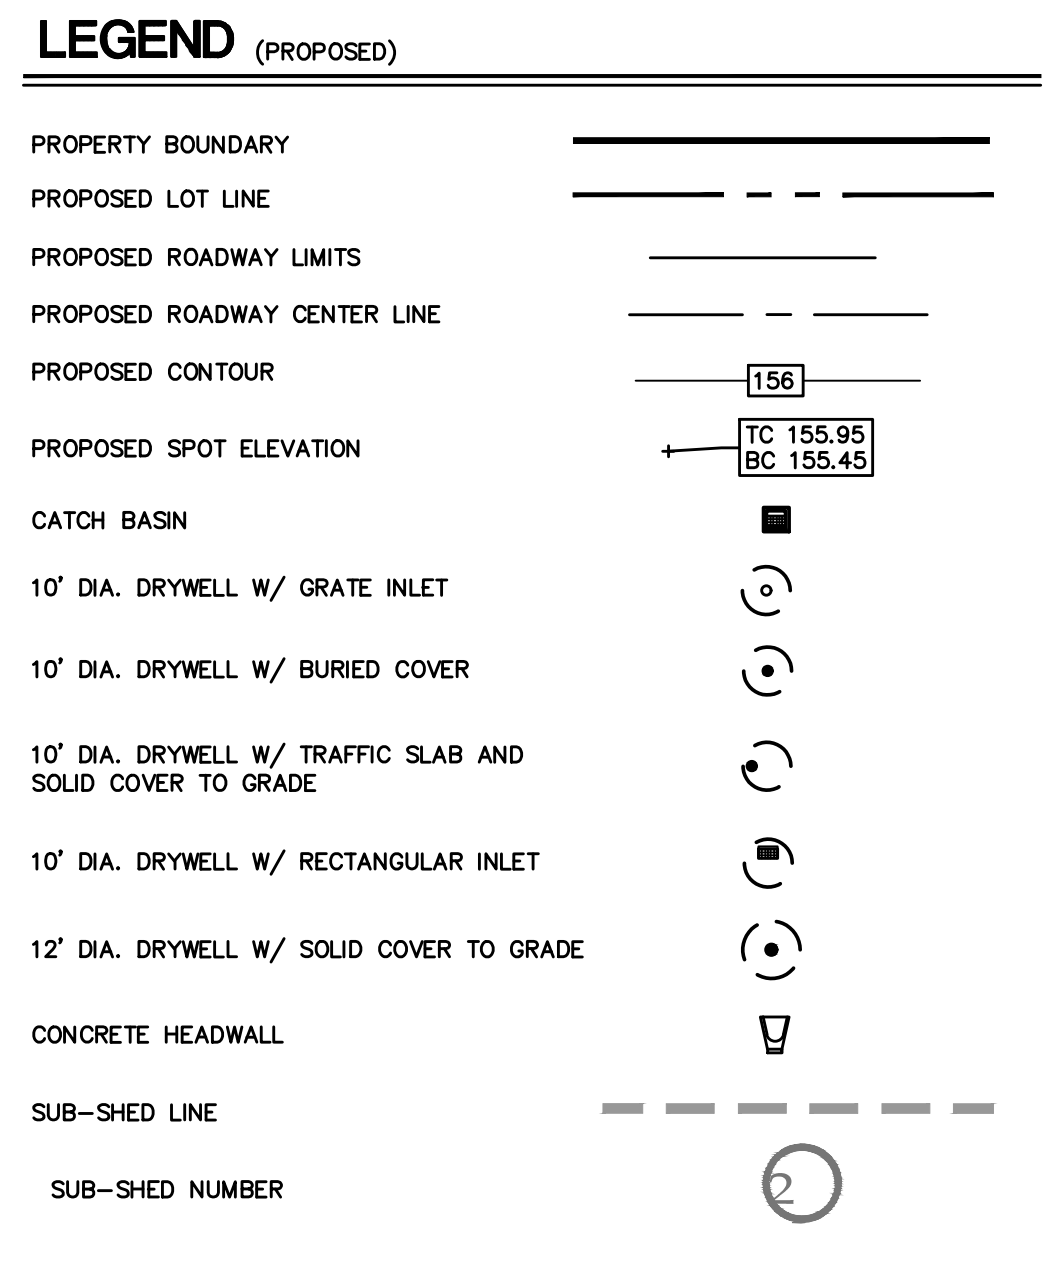 LEGEND (PROPOSED)
PROPERTY BOUNDARY
PROPOSED LOT LINE
PROPOSED ROADWAY LIMITS
PROPOSED ROADWAY CENTER LINE
PROPOSED CONTOUR 156
PROPOSED SPOT ELEVATION TC 155.95
BC 155.45
CATCH BASIN
10' DIA. DRYWELL W/ GRATE INLET
10' DIA. DRYWELL W/ BURIED COVER
10' DIA. DRYWELL W/ TRAFFIC SLAB AND
SOLID COVER TO GRADE
10' DIA. DRYWELL W/ RECTANGULAR INLET
12' DIA. DRYWELL W/ SOLID COVER TO GRADE
CONCRETE HEADWALL
SUB-SHED LINE
SUB-SHED NUMBER 2